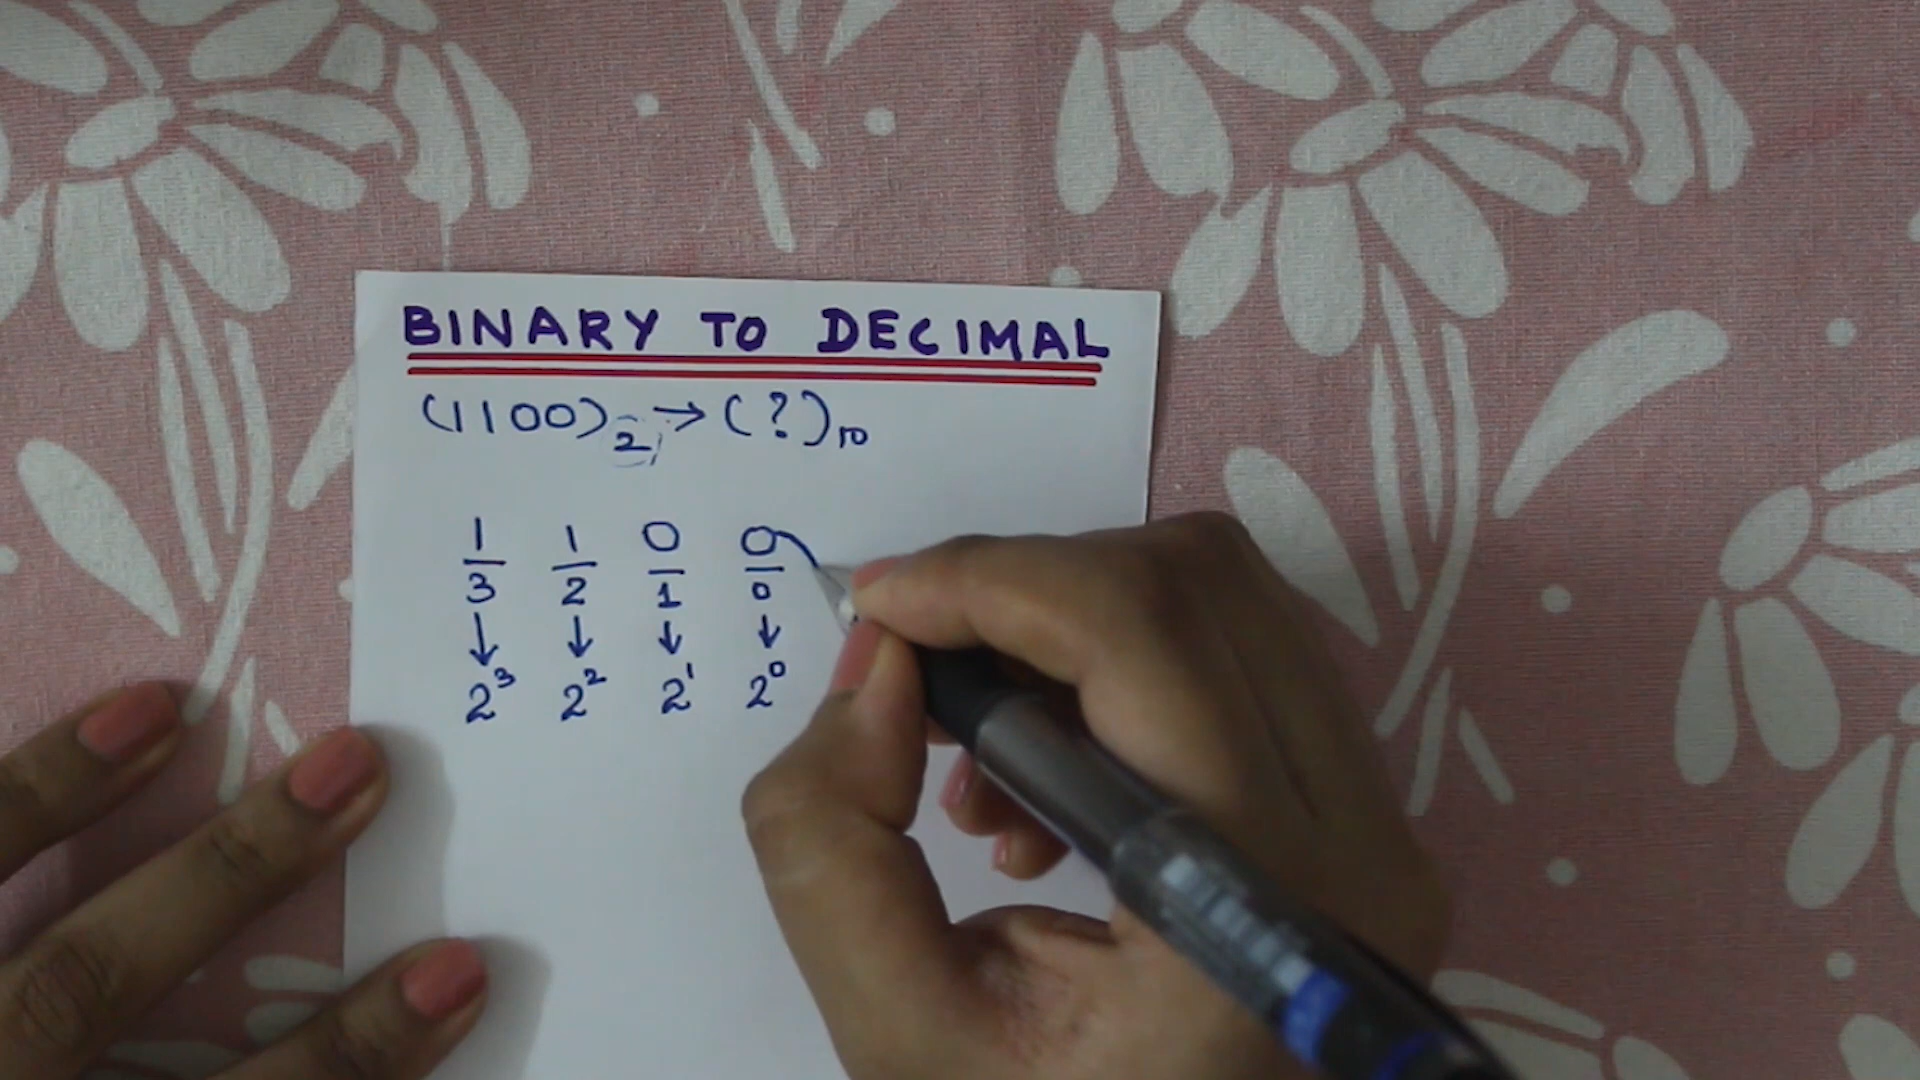 BINARY TO DECIMAL
(1100)₂ → (?)₁₀
1 1 0 0
3 2 1 0
↓ ↓ ↓ ↓
2³ 2² 2¹ 2⁰